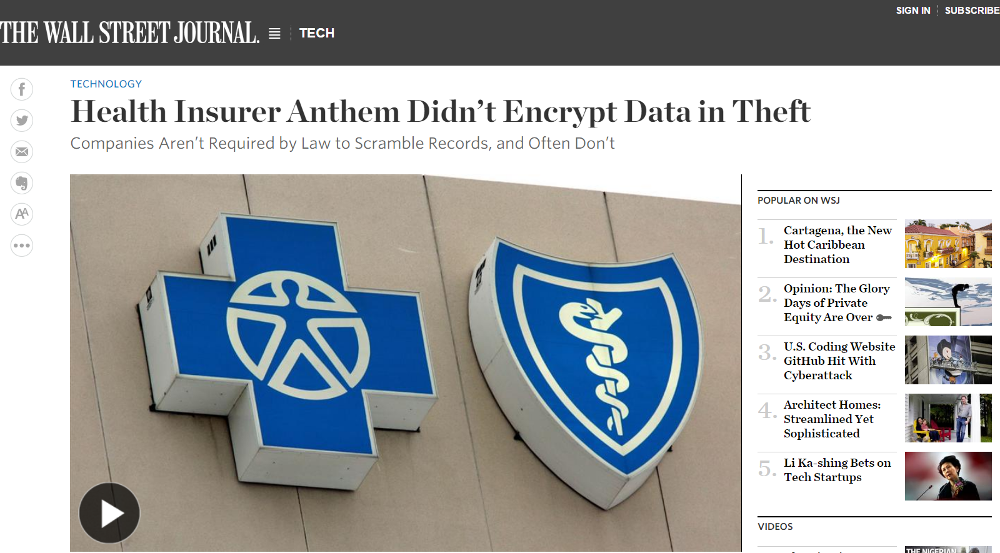 SIGN IN
SUBSCRIBE
THE WALL STREET JOURNAL.
TECH
TECHNOLOGY
Health Insurer Anthem Didn’t Encrypt Data in Theft
Companies Aren’t Required by Law to Scramble Records, and Often Don’t
AA
POPULAR ON WSJ
1.
Cartagena, the New
Hot Caribbean
Destination
2.
Opinion: The Glory
Days of Private
Equity Are Over
3.
U.S. Coding Website
GitHub Hit With
Cyberattack
4.
Architect Homes:
Streamlined Yet
Sophisticated
5.
Li Ka-shing Bets on
Tech Startups
VIDEOS
THE NIGERIAN